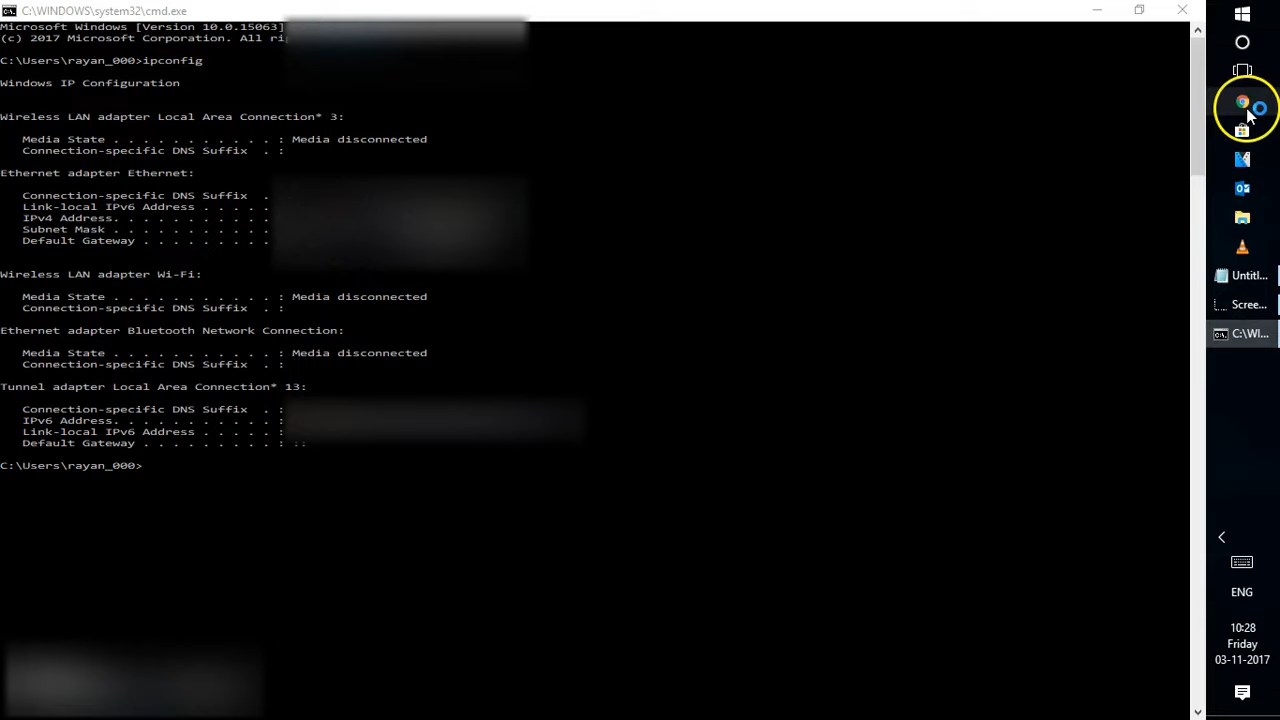 C:\WINDOWS\system32\cmd.exe
Microsoft Windows [Version 10.0.15063]
(c) 2017 Microsoft Corporation. All
C:\Users\rayan_000>ipconfig
Windows IP Configuration
Wireless LAN adapter Local Area Connection* 3:
Media State . . . . . . . . . . . : Media disconnected
Connection-specific DNS Suffix  . :
Ethernet adapter Ethernet:
Connection-specific DNS Suffix  .
Link-local IPv6 Address . . . . .
IPv4 Address. . . . . . . . . . .
Subnet Mask . . . . . . . . . . .
Default Gateway . . . . . . . . .
Wireless LAN adapter Wi-Fi:
Media State . . . . . . . . . . . : Media disconnected
Connection-specific DNS Suffix  . :
Ethernet adapter Bluetooth Network Connection:
Media State . . . . . . . . . . . : Media disconnected
Connection-specific DNS Suffix  . :
Tunnel adapter Local Area Connection* 13:
Connection-specific DNS Suffix  . :
IPv6 Address. . . . . . . . . . . :
Link-local IPv6 Address . . . . . :
Default Gateway . . . . . . . . . : ::
C:\Users\rayan_000>
Untitl...
Scree...
C:\WI...
ENG
10:28
Friday
03-11-2017